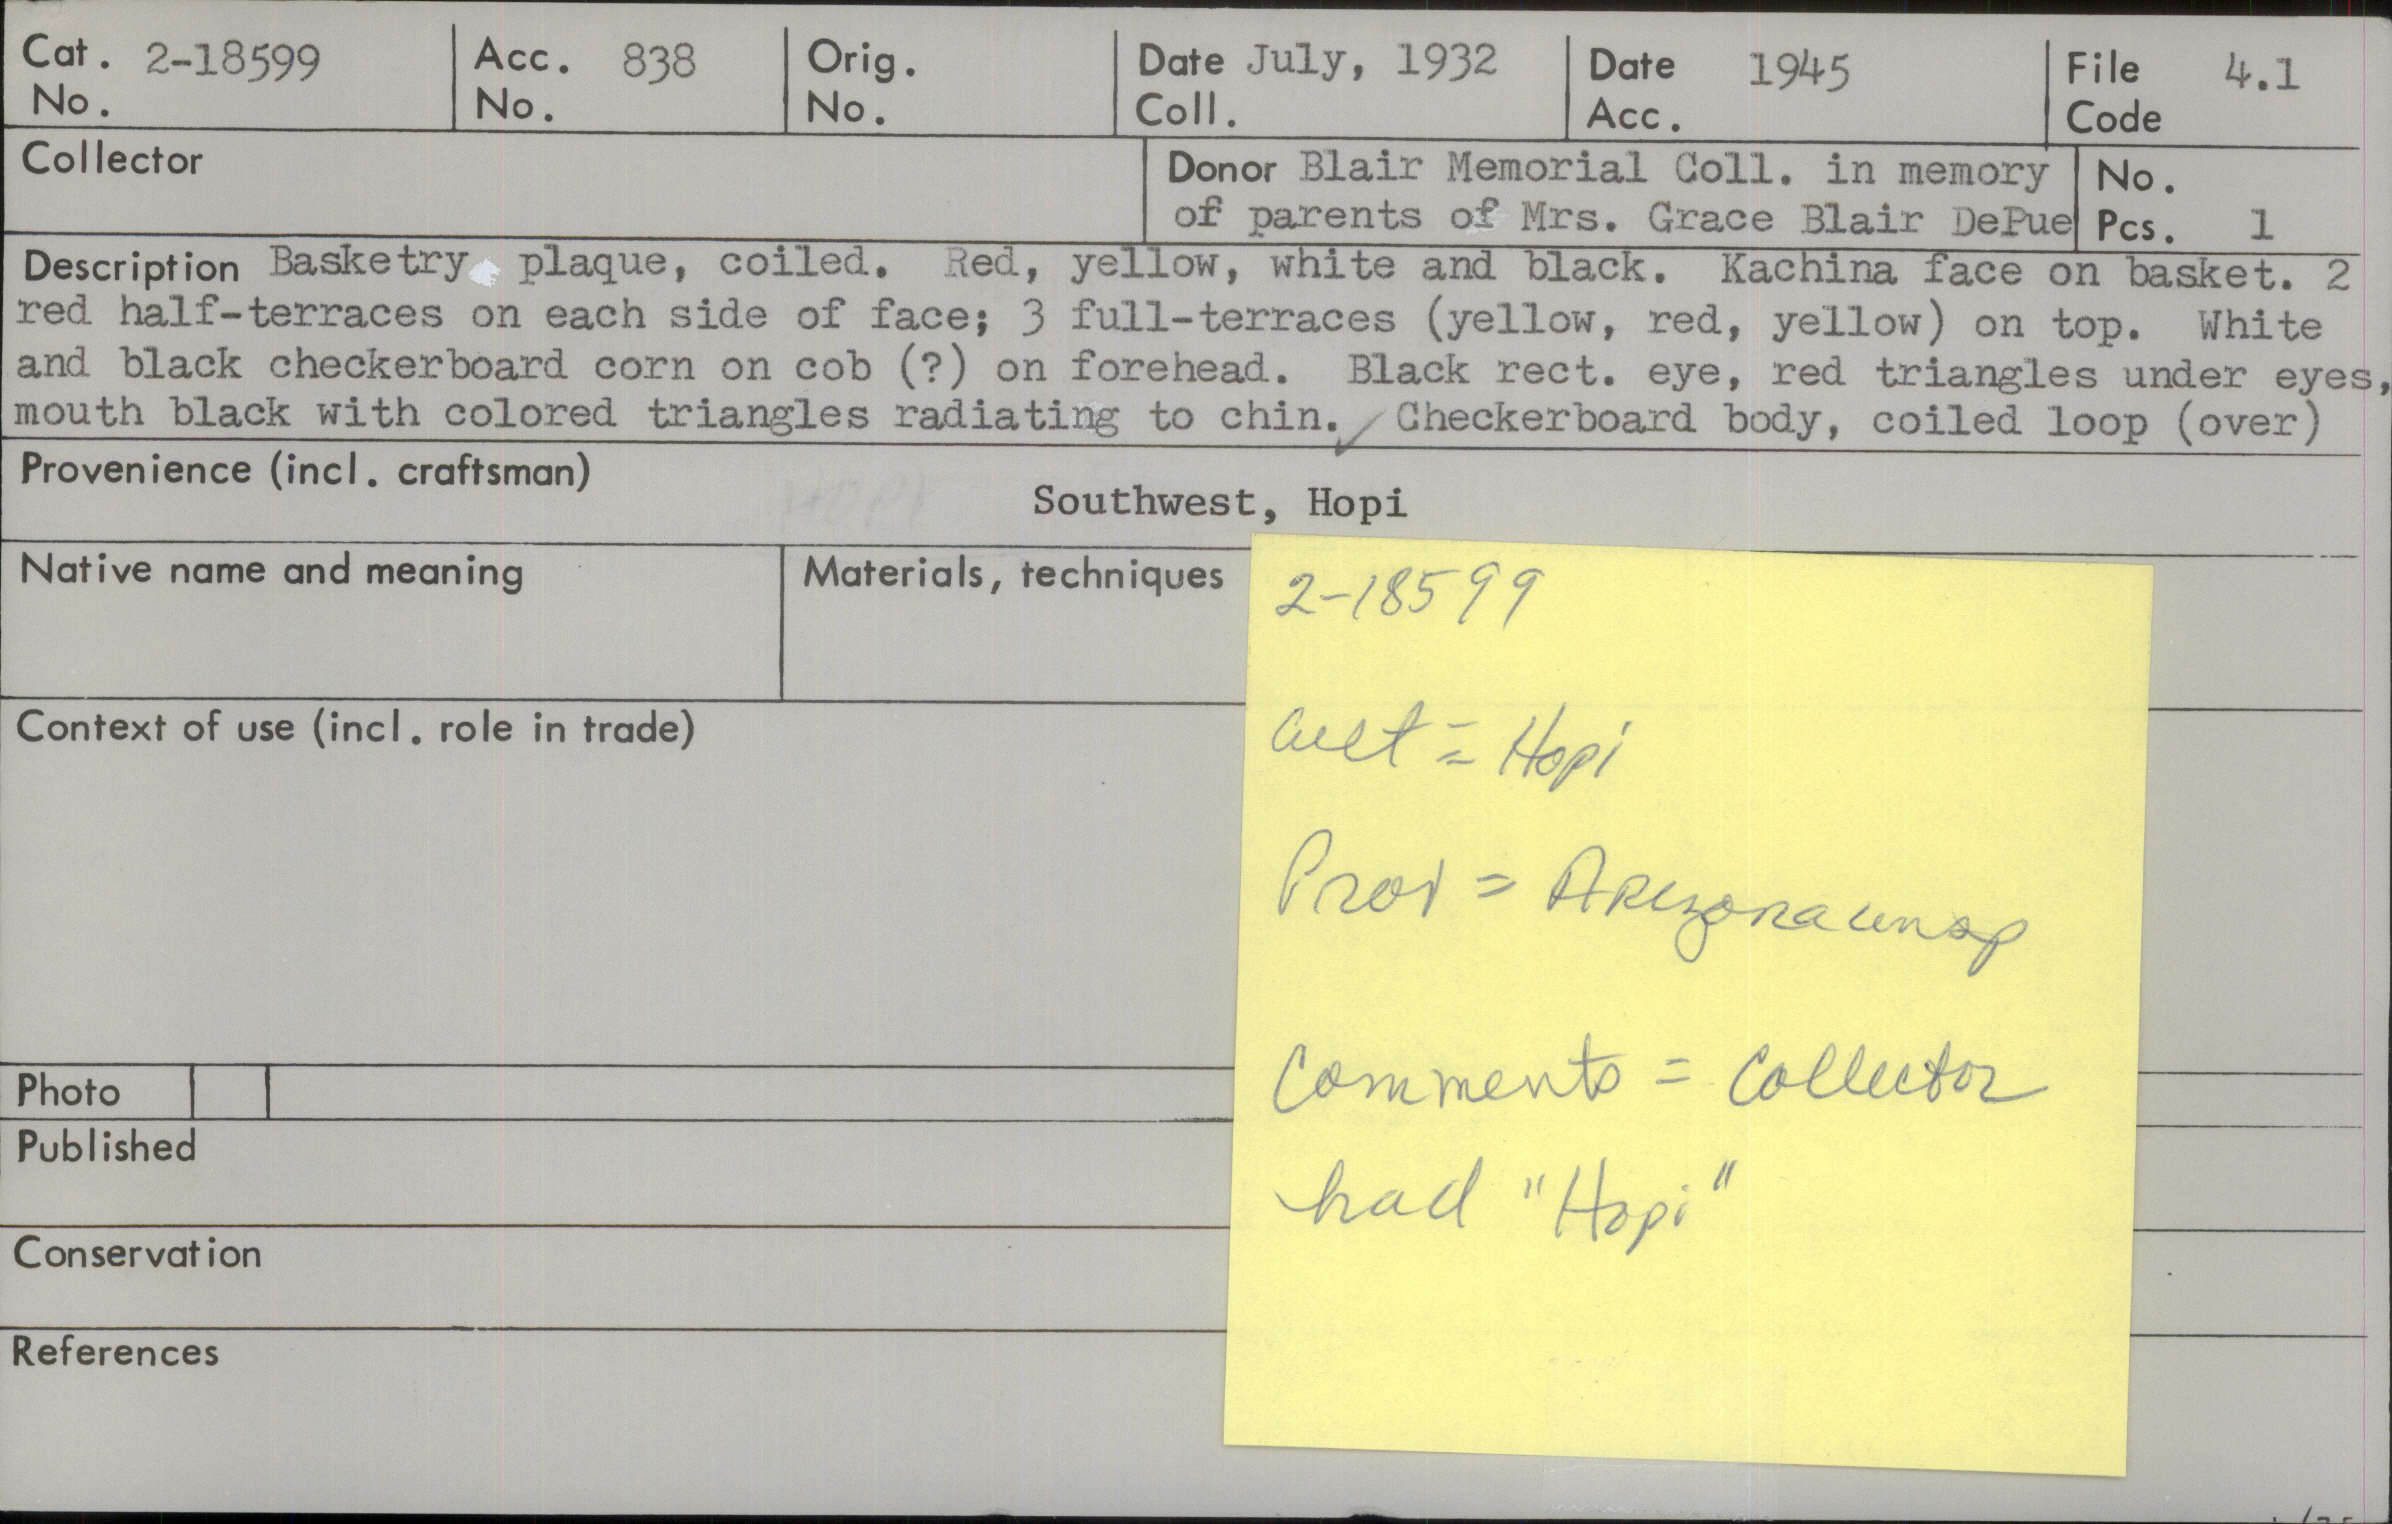 Cat. No. 2-18599 Acc. No. 838 Orig. No. Date Coll. July, 1932 Date Acc. 1945 File Code 4.1
Collector
Donor Blair Memorial Coll. in memory
of parents of Mrs. Grace Blair DePue
No. Pcs. 1
Description Basketry plaque, coiled. Red, yellow, white and black. Kachina face on basket. 2
red half-terraces on each side of face; 3 full-terraces (yellow, red, yellow) on top. White
and black checkerboard corn on cob (?) on forehead. Black rect. eye, red triangles under eyes,
mouth black with colored triangles radiating to chin. Checkerboard body, coiled loop (over)
Provenience (incl. craftsman)
Southwest, Hopi
Native name and meaning
Materials, techniques
Context of use (incl. role in trade)
Photo
Published
Conservation
References
2-18599
Cult = Hopi
Prov = Arizona unsp
Comments = Collector
had "Hopi"